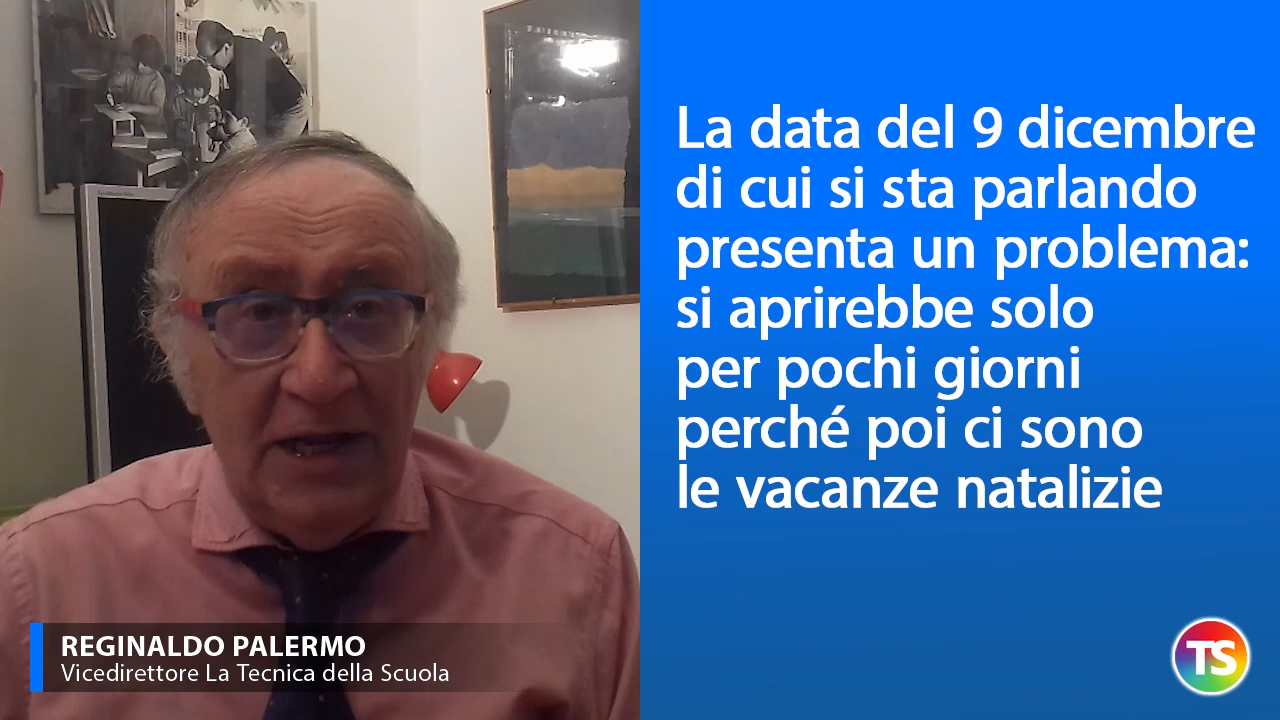 La data del 9 dicembre
di cui si sta parlando
presenta un problema:
si aprirebbe solo
per pochi giorni
perché poi ci sono
le vacanze natalizie
REGINALDO PALERMO
Vicedirettore La Tecnica della Scuola
TS